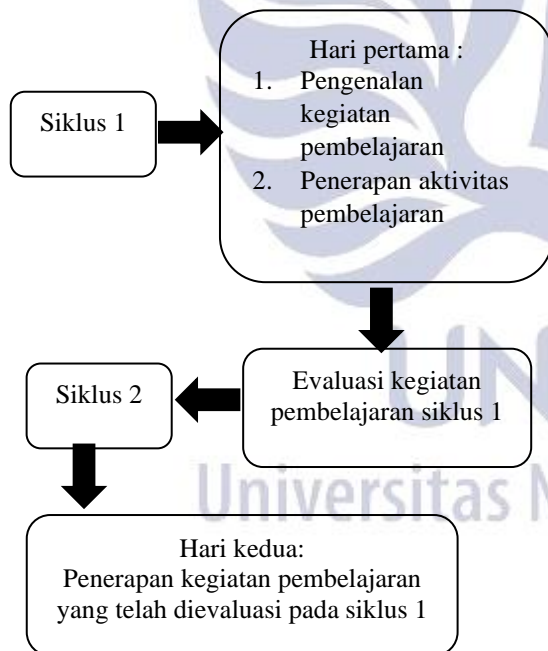 Hari pertama :
1. Pengenalan
kegiatan
pembelajaran
2. Penerapan aktivitas
pembelajaran
Siklus 1
Evaluasi kegiatan
pembelajaran siklus 1
Siklus 2
Hari kedua:
Penerapan kegiatan pembelajaran
yang telah dievaluasi pada siklus 1
Universitas